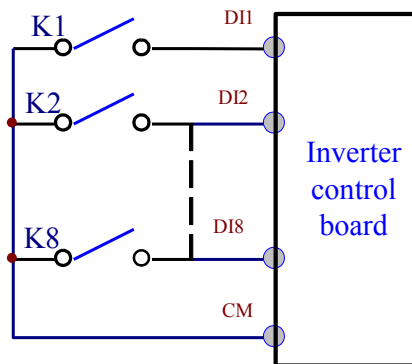 K1
DI1
K2
DI2
Inverter
control
board
K8
DI8
CM